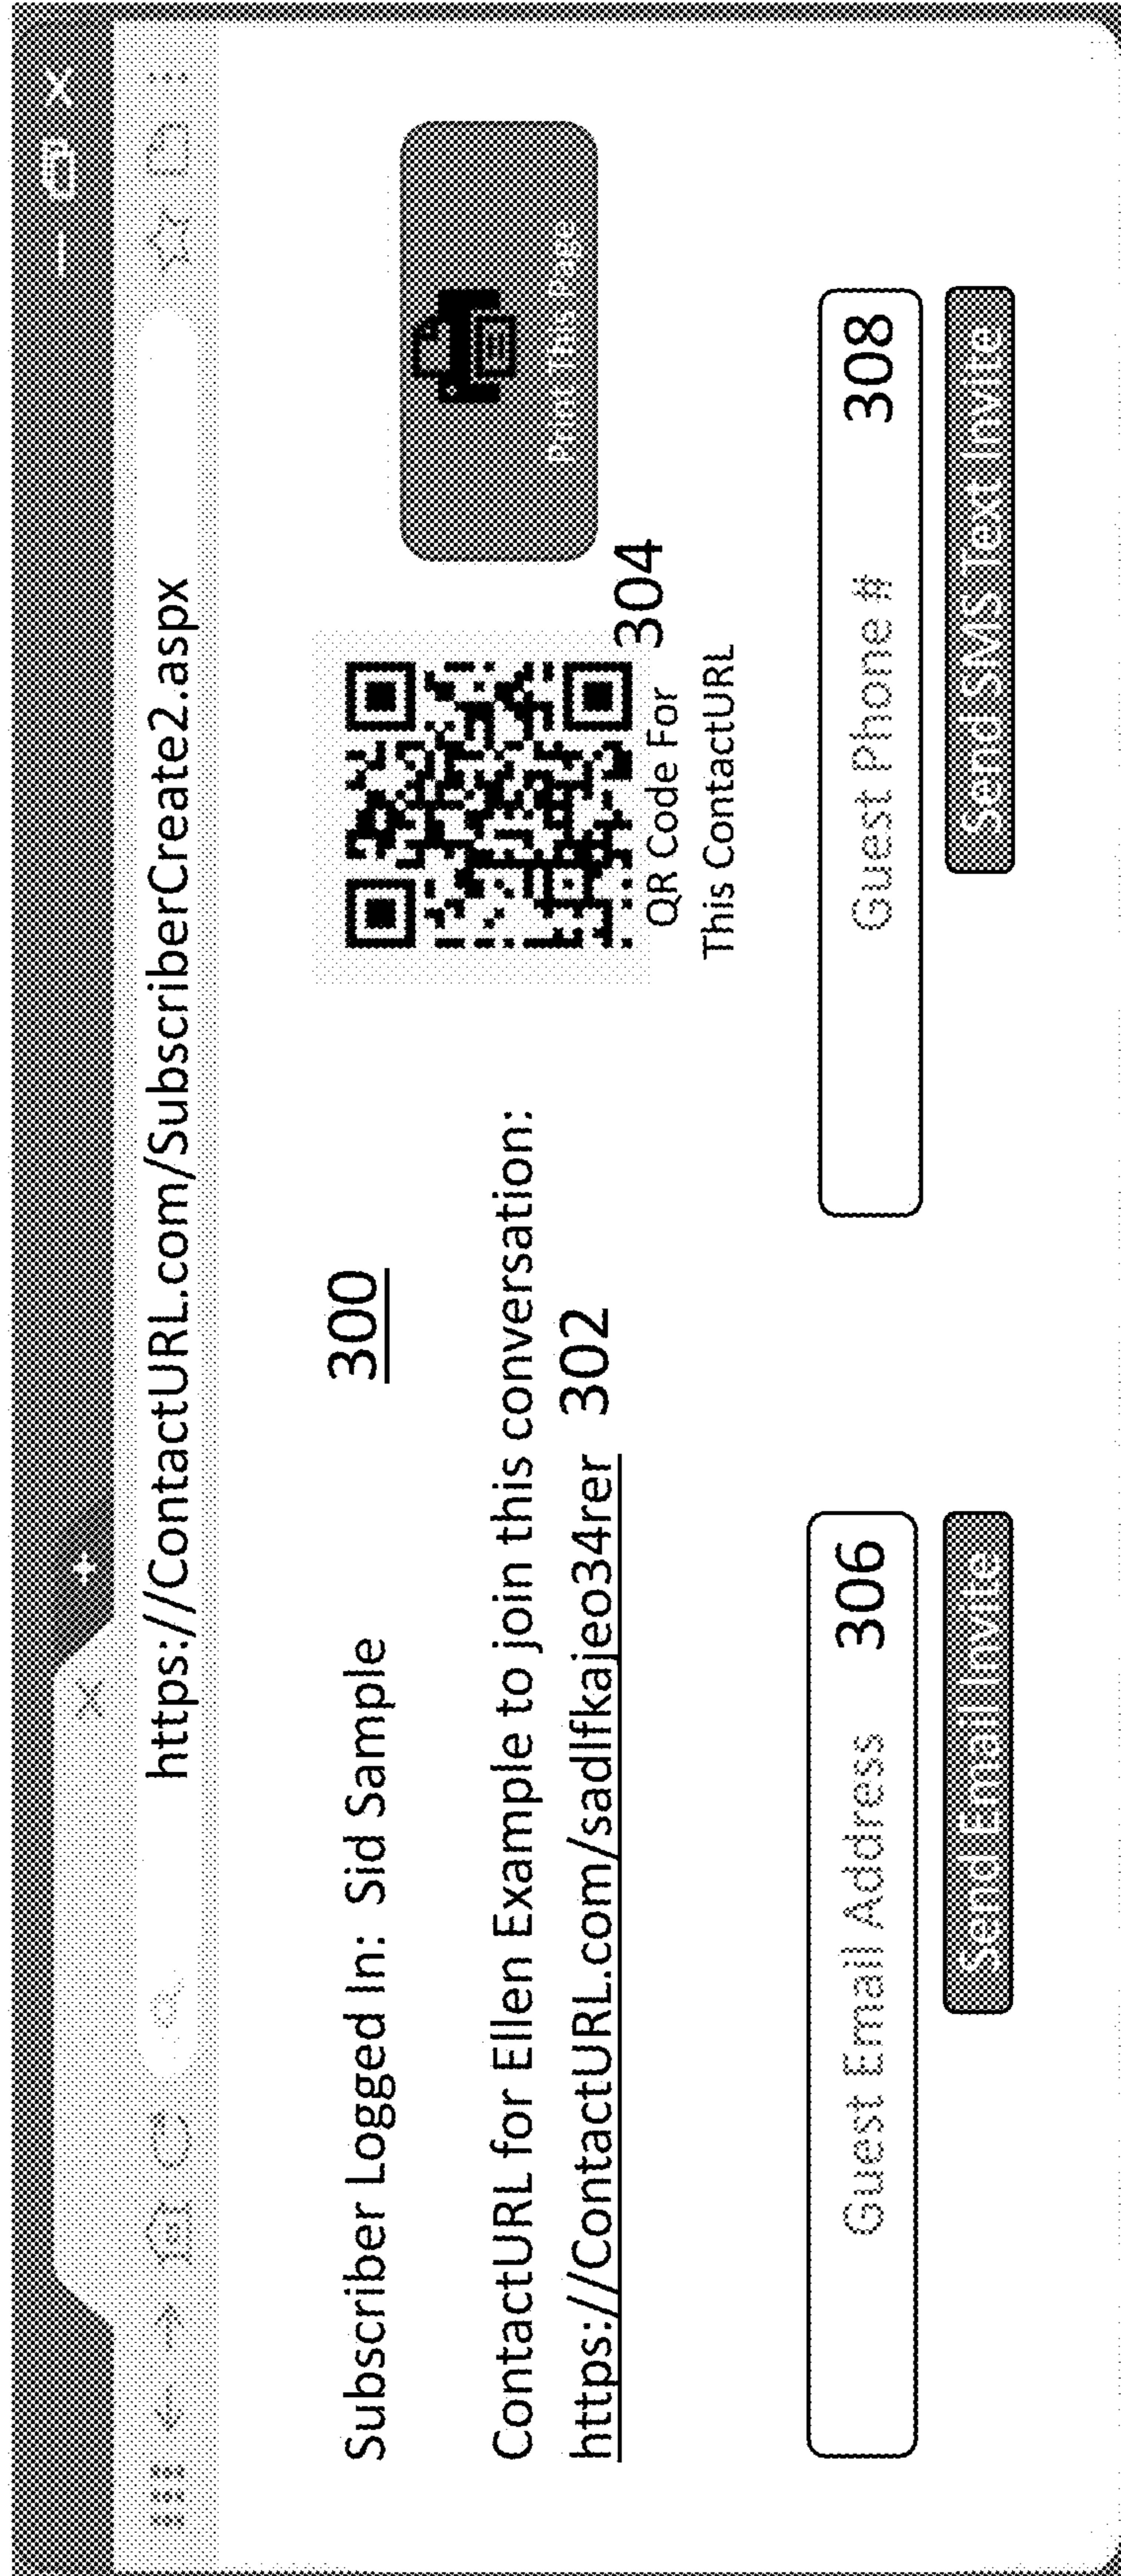 https://ContactURL.com/SubscriberCreate2.aspx
Subscriber Logged In: Sid Sample
300
ContactURL for Ellen Example to join this conversation:
https://ContactURL.com/sadlfkajeo34rer 302
Print This Page
304
QR Code For
This ContactURL
Guest Email Address 306
Send Email Invite
Guest Phone # 308
Send SMS Text Invite